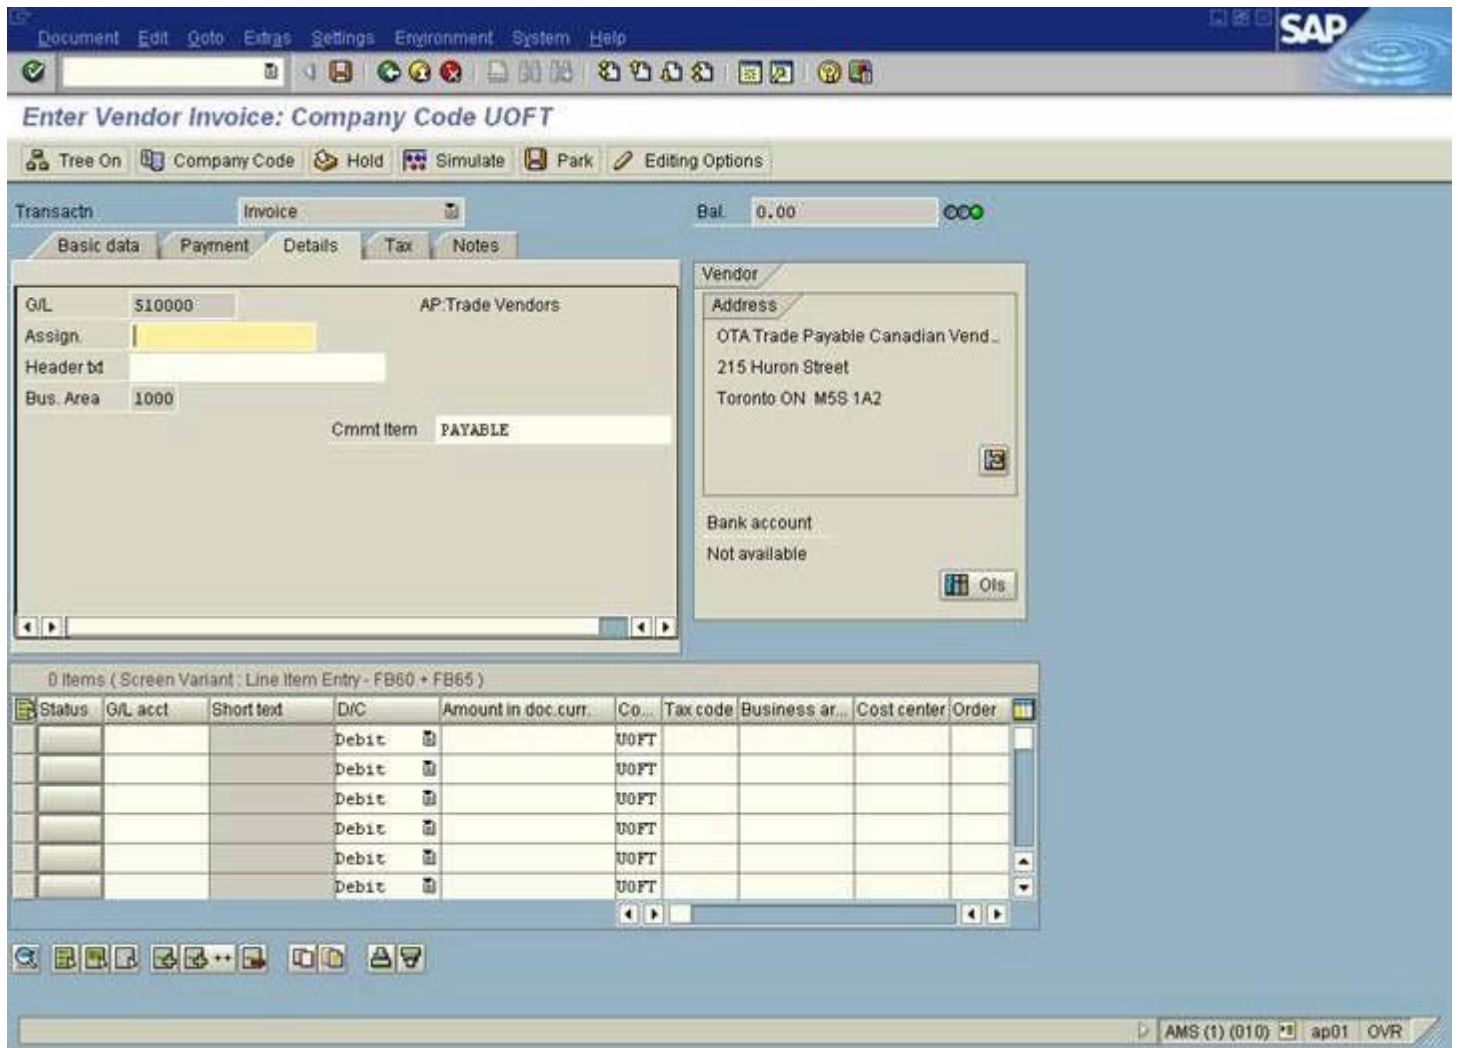 Document Edit Goto Extras Settings Environment System Help
SAP
Enter Vendor Invoice: Company Code UOFT
Tree On Company Code Hold Simulate Park Editing Options
Transactn Invoice Bal. 0.00
Basic data Payment Details Tax Notes
Vendor
G/L 510000 AP:Trade Vendors
Address
Assign.
OTA Trade Payable Canadian Vend...
Header txt
215 Huron Street
Bus. Area 1000
Toronto ON M5S 1A2
Cmmt Item PAYABLE
Bank account
Not available
OIs
0 Items ( Screen Variant : Line Item Entry - FB60 + FB65 )
Status G/L acct Short text D/C Amount in doc.curr. Co... Tax code Business ar... Cost center Order
Debit UOFT
Debit UOFT
Debit UOFT
Debit UOFT
Debit UOFT
Debit UOFT
AMS (1) (010) ap01 OVR